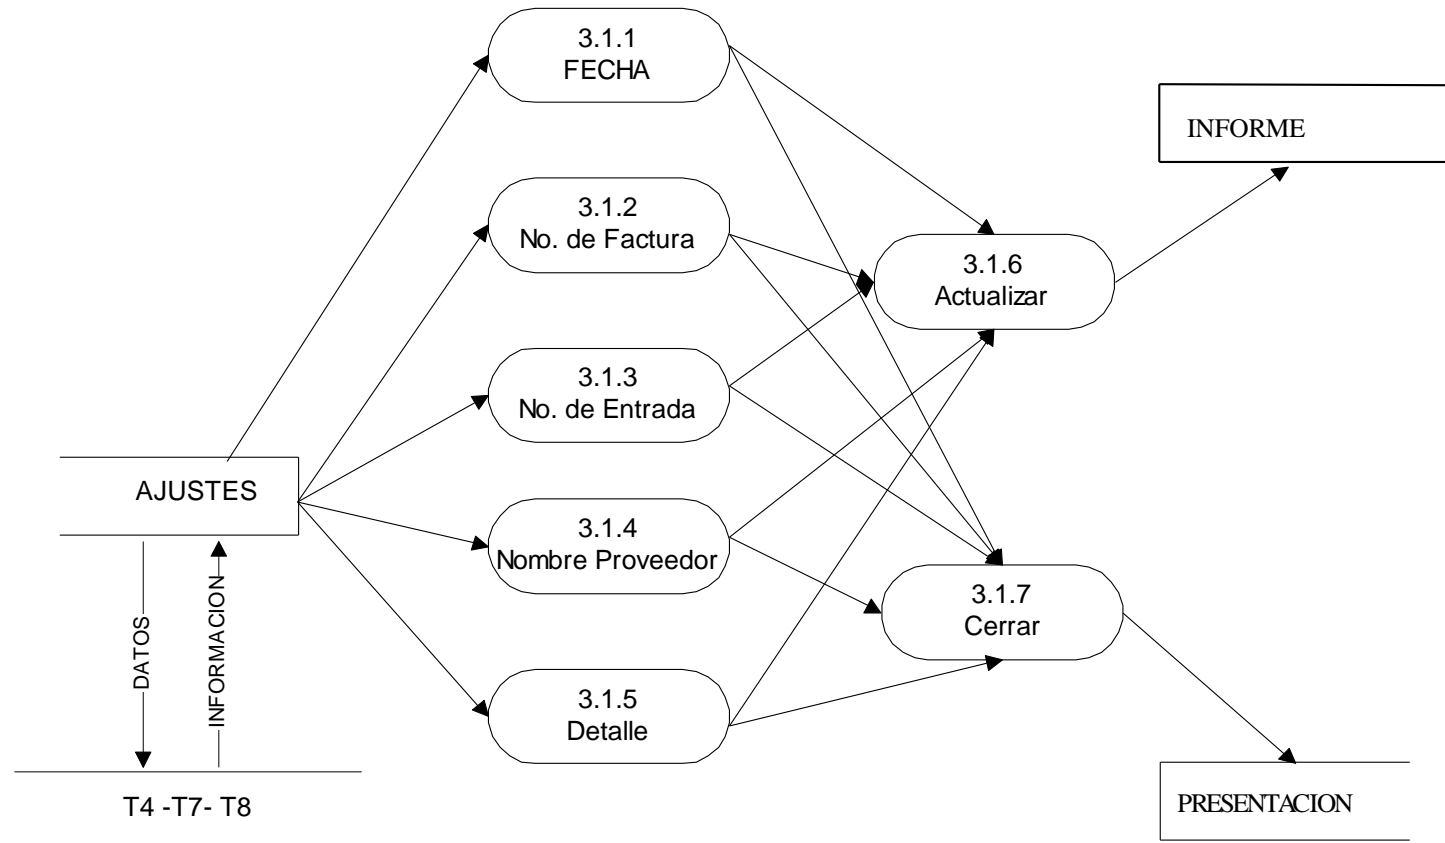 3.1.1
FECHA
INFORME
3.1.2
No. de Factura
3.1.6
Actualizar
3.1.3
No. de Entrada
AJUSTES
3.1.4
Nombre Proveedor
3.1.7
Cerrar
DATOS
INFORMACION
3.1.5
Detalle
T4 -T7- T8
PRESENTACION